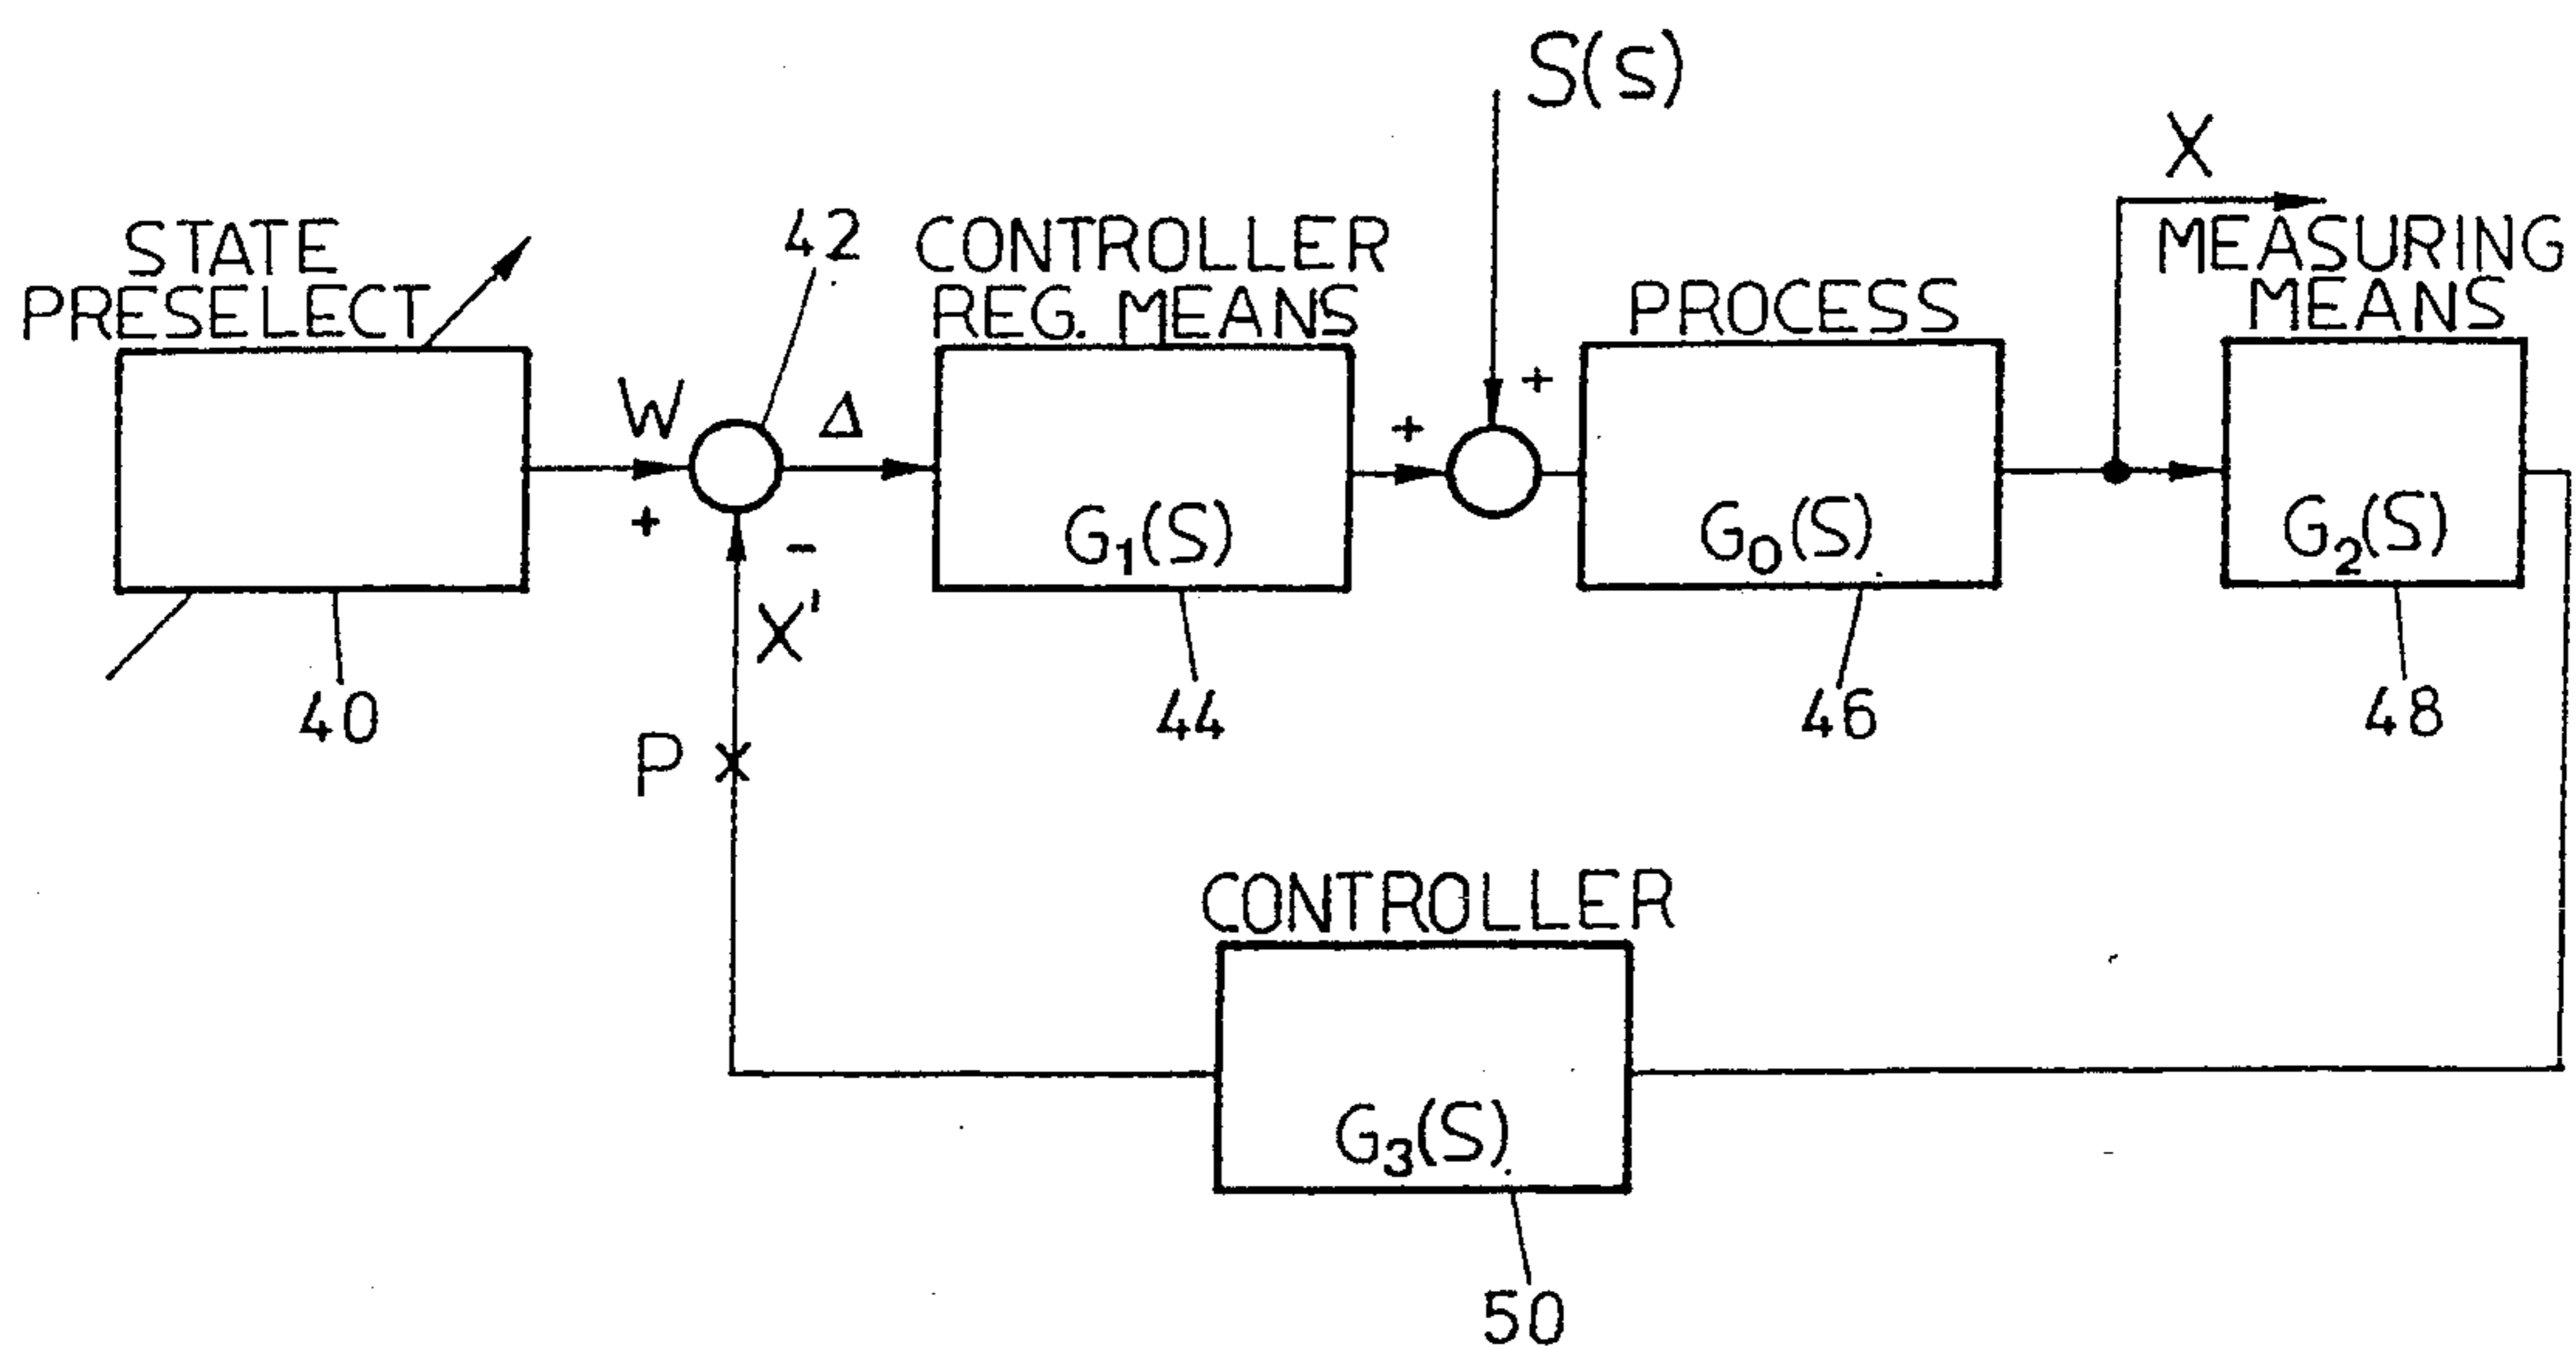 S(s)
X
STATE
PRESELECT
42
CONTROLLER
REG. MEANS
PROCESS
MEASURING
MEANS
W
+
Δ
+
+
-
X'
G₁(S)
G₀(S)
G₂(S)
40
44
46
48
P
CONTROLLER
G₃(S)
50